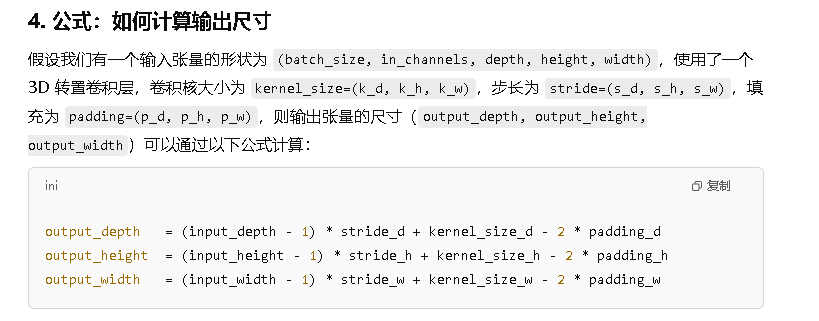 4. 公式：如何计算输出尺寸
假设我们有一个输入张量的形状为 (batch_size, in_channels, depth, height, width)，使用了一个
3D 转置卷积层，卷积核大小为 kernel_size=(k_d, k_h, k_w)，步长为 stride=(s_d, s_h, s_w)，填
充为 padding=(p_d, p_h, p_w)，则输出张量的尺寸（output_depth, output_height,
output_width）可以通过以下公式计算：
ini 复制
output_depth   = (input_depth - 1) * stride_d + kernel_size_d - 2 * padding_d
output_height  = (input_height - 1) * stride_h + kernel_size_h - 2 * padding_h
output_width   = (input_width - 1) * stride_w + kernel_size_w - 2 * padding_w